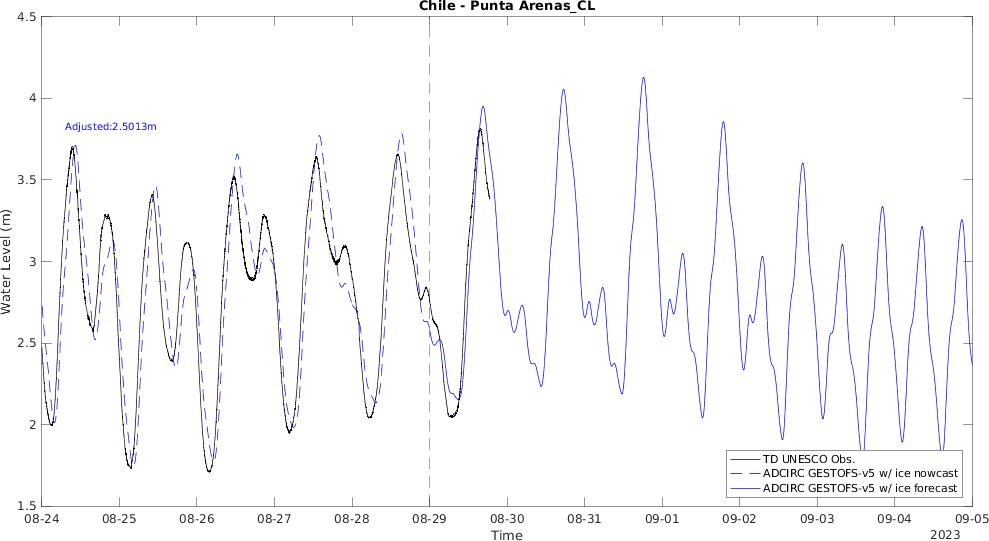 Chile - Punta Arenas_CL
4.5
4
3.5
3
2.5
2
1.5
Water Level (m)
Adjusted:2.5013m
TD UNESCO Obs.
ADCIRC GESTOFS-v5 w/ ice nowcast
ADCIRC GESTOFS-v5 w/ ice forecast
08-24 08-25 08-26 08-27 08-28 08-29 08-30 08-31 09-01 09-02 09-03 09-04 09-05
Time
2023